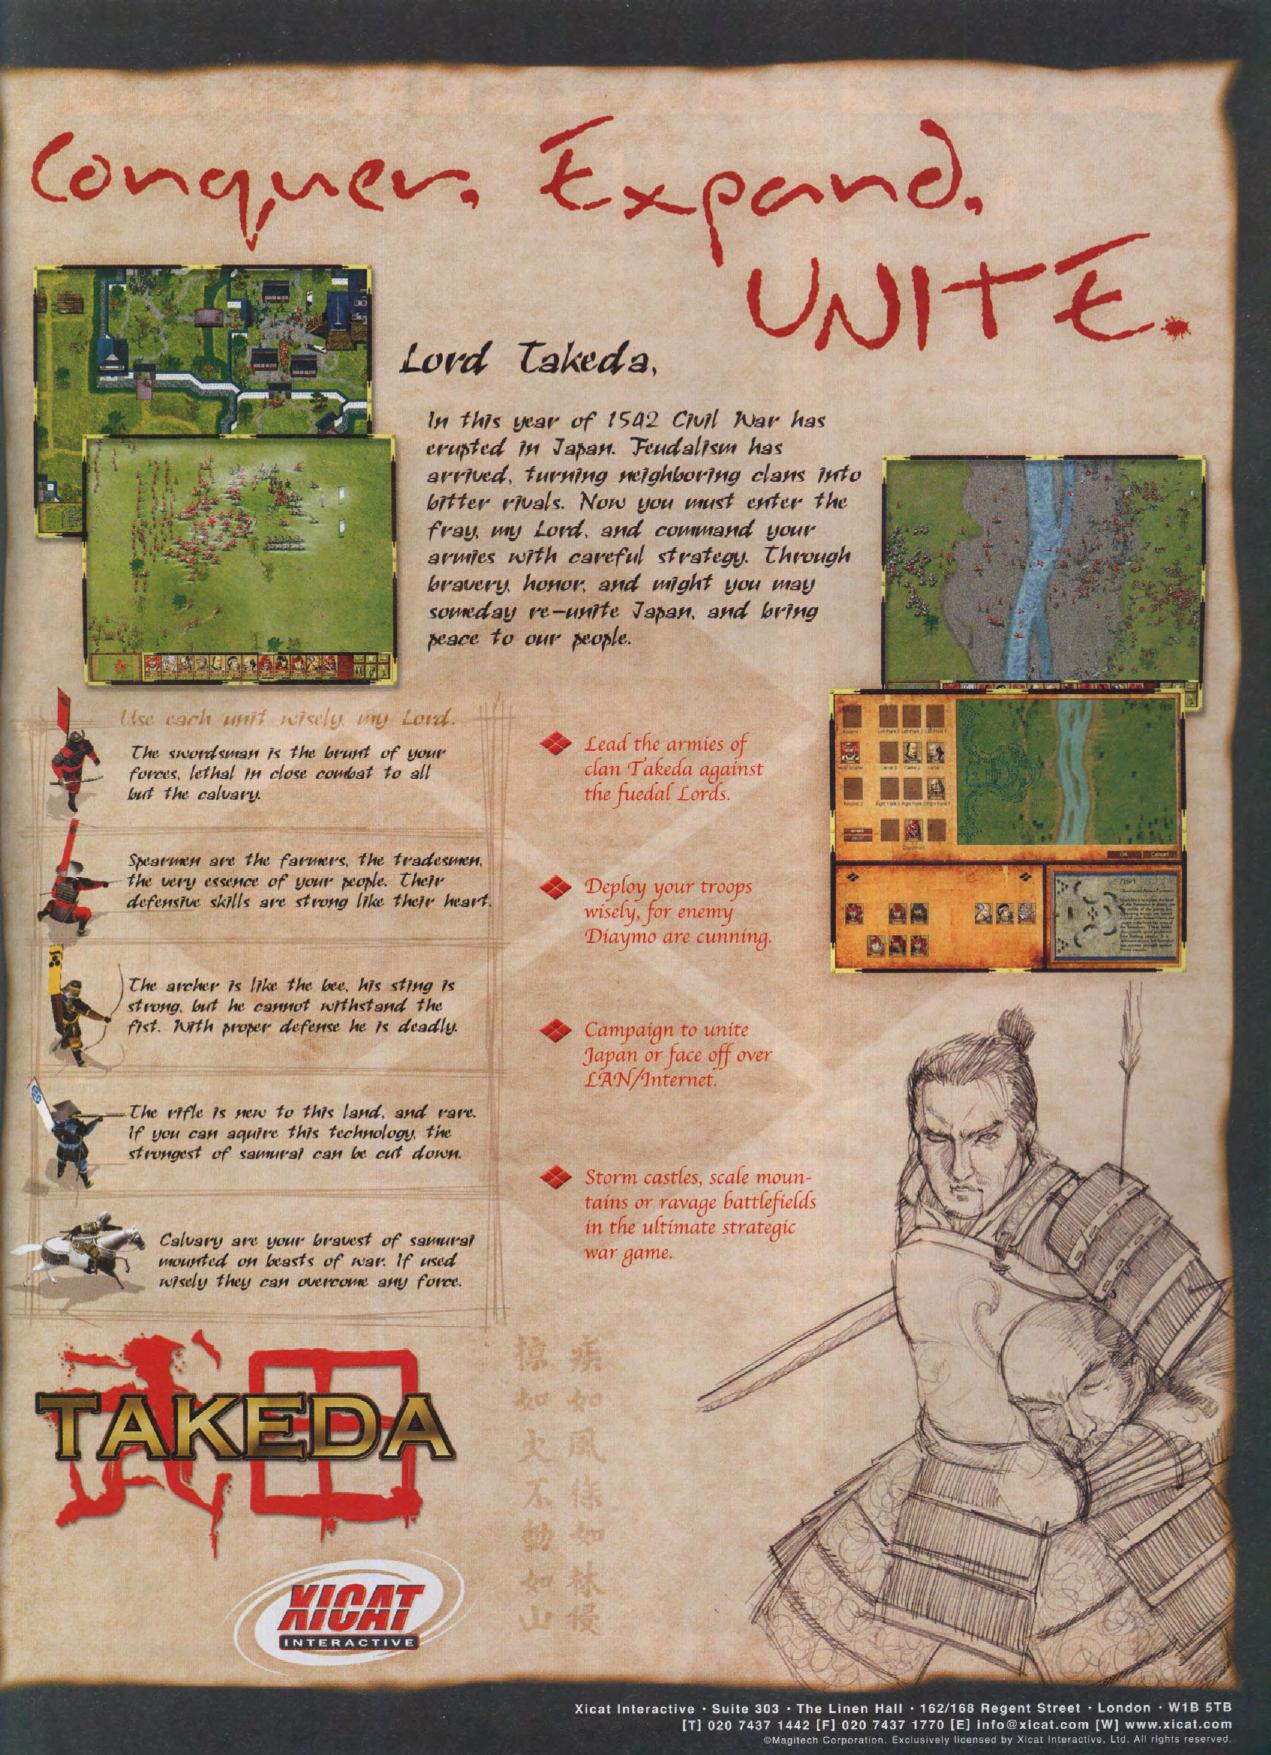 Conquer. Expand.
UNITE.
Lord Takeda,
In this year of 1542 Civil War has
erupted in Japan. Feudalism has
arrived, turning neighboring clans into
bitter rivals. Now you must enter the
fray, my Lord, and command your
armies with careful strategy. Through
bravery, honor, and might you may
someday re-unite Japan, and bring
peace to our people.
Use each unit wisely, my Lord.
The swordsman is the brunt of your
forces, lethal in close combat to all
but the calvary.
Spearmen are the farmers, the tradesmen,
the very essence of your people. Their
defensive skills are strong like their heart.
The archer is like the bee, his sting is
strong, but he cannot withstand the
fist. With proper defense he is deadly.
The rifle is new to this land, and rare.
If you can aquire this technology, the
strongest of samurai can be cut down.
Calvary are your bravest of samurai
mounted on beasts of war. If used
wisely they can overcome any force.
Lead the armies of
clan Takeda against
the fuedal Lords.
Deploy your troops
wisely, for enemy
Diaymo are cunning.
Campaign to unite
Japan or face off over
LAN/Internet.
Storm castles, scale moun-
tains or ravage battlefields
in the ultimate strategic
war game.
武田
TAKEDA
疾如風徐如林侵
掠如火不動如山
XICAT
INTERACTIVE
Xicat Interactive · Suite 303 · The Linen Hall · 162/168 Regent Street · London · W1B 5TB
[T] 020 7437 1442 [F] 020 7437 1770 [E] info@xicat.com [W] www.xicat.com
©Magitech Corporation. Exclusively licensed by Xicat Interactive, Ltd. All rights reserved.